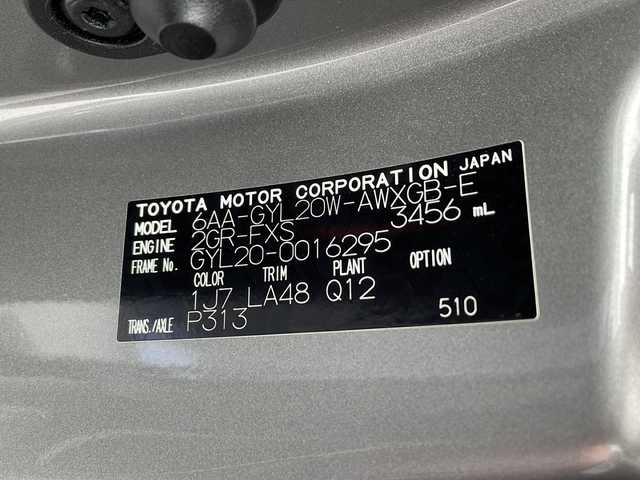 TOYOTA MOTOR CORPORATION JAPAN
MODEL 6AA-GYL20W-AWXGB-E
ENGINE 2GR-FXS 3456 mL
FRAME No. GYL20-0016295
COLOR TRIM PLANT OPTION
1J7 LA48 Q12
TRANS./AXLE P313 510